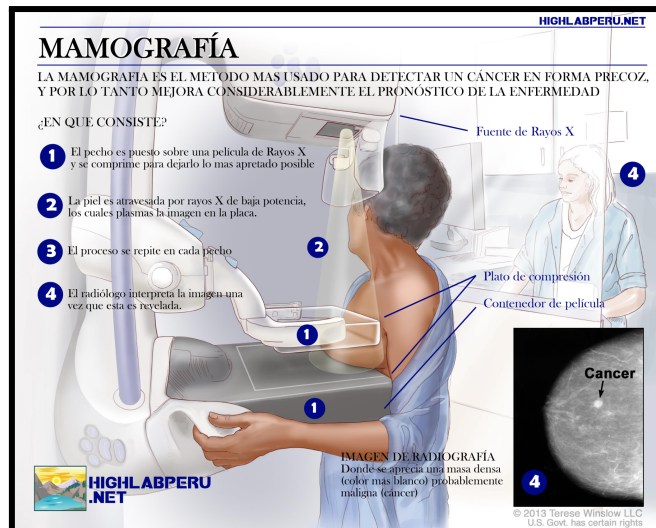 HIGHLABPERU.NET
MAMOGRAFÍA
LA MAMOGRAFIA ES EL METODO MAS USADO PARA DETECTAR UN CÁNCER EN FORMA PRECOZ,
Y POR LO TANTO MEJORA CONSIDERABLEMENTE EL PRONÓSTICO DE LA ENFERMEDAD
¿EN QUE CONSISTE?
Fuente de Rayos X
1 El pecho es puesto sobre una película de Rayos X
y se comprime para dejarlo lo mas apretado posible
4
2 La piel es atravesada por rayos X de baja potencia,
los cuales plasmas la imagen en la placa.
2
3 El proceso se repite en cada pecho
Plato de compresión
4 El radiólogo interpreta la imagen una
vez que esta es revelada.
Contenedor de película
1
1
Cancer
4
IMAGEN DE RADIOGRAFÍA
Donde se aprecia una masa densa
(color mas blanco) probablemente
maligna (cáncer)
HIGHLABPERU
.NET
© 2013 Terese Winslow LLC
U.S. Govt. has certain rights